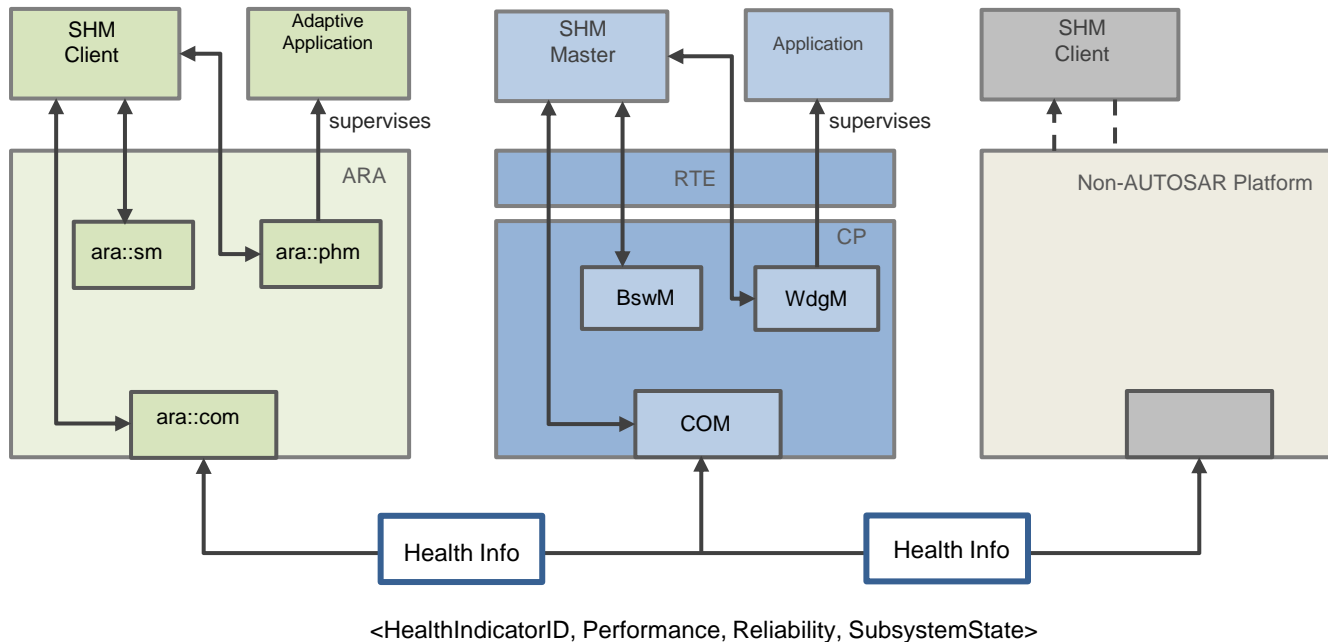 SHM
Client
Adaptive
Application
SHM
Master
Application
SHM
Client
supervises
supervises
ARA
RTE
Non-AUTOSAR Platform
CP
ara::sm
ara::phm
BswM
WdgM
ara::com
COM
Health Info
Health Info
<HealthIndicatorID, Performance, Reliability, SubsystemState>